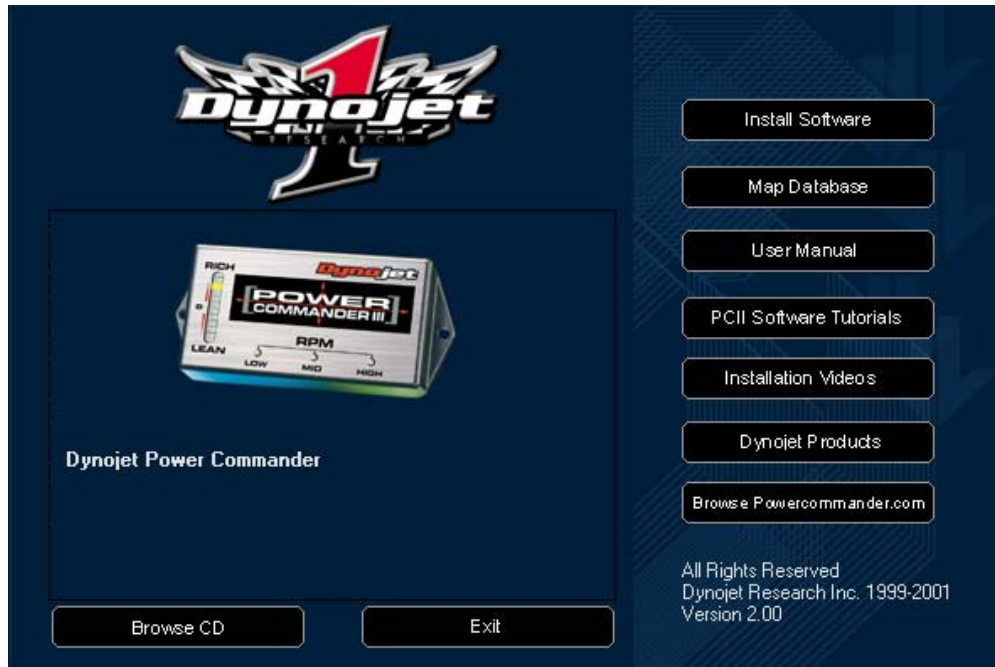 Dynojet
RESEARCH
1
RICH
Dynojet
POWER
COMMANDER III
0
LEAN
RPM
LOW MID HIGH
Dynojet Power Commander
Browse CD
Exit
Install Software
Map Database
User Manual
PCII Software Tutorials
Installation Videos
Dynojet Products
Browse Powercommander.com
All Rights Reserved
Dynojet Research Inc. 1999-2001
Version 2.00